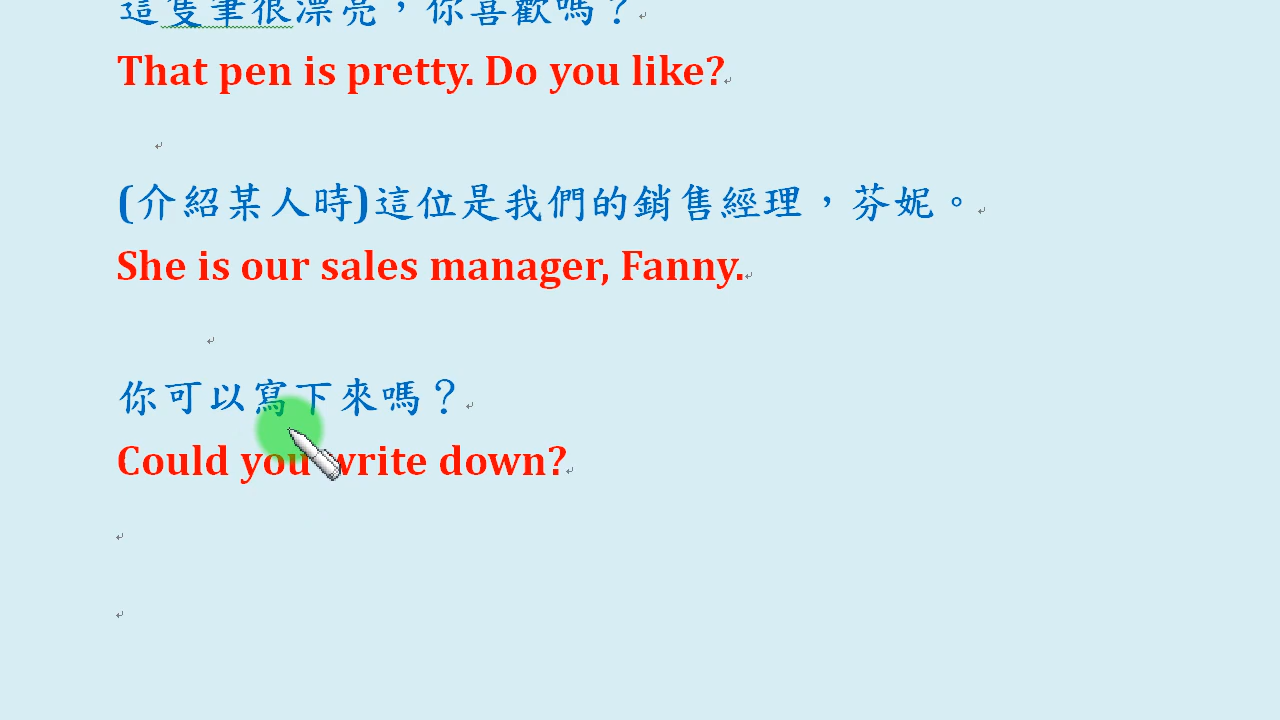 這隻筆很漂亮，你喜歡嗎？
That pen is pretty. Do you like?
(介紹某人時)這位是我們的銷售經理，芬妮。
She is our sales manager, Fanny.
你可以寫下來嗎？
Could you write down?